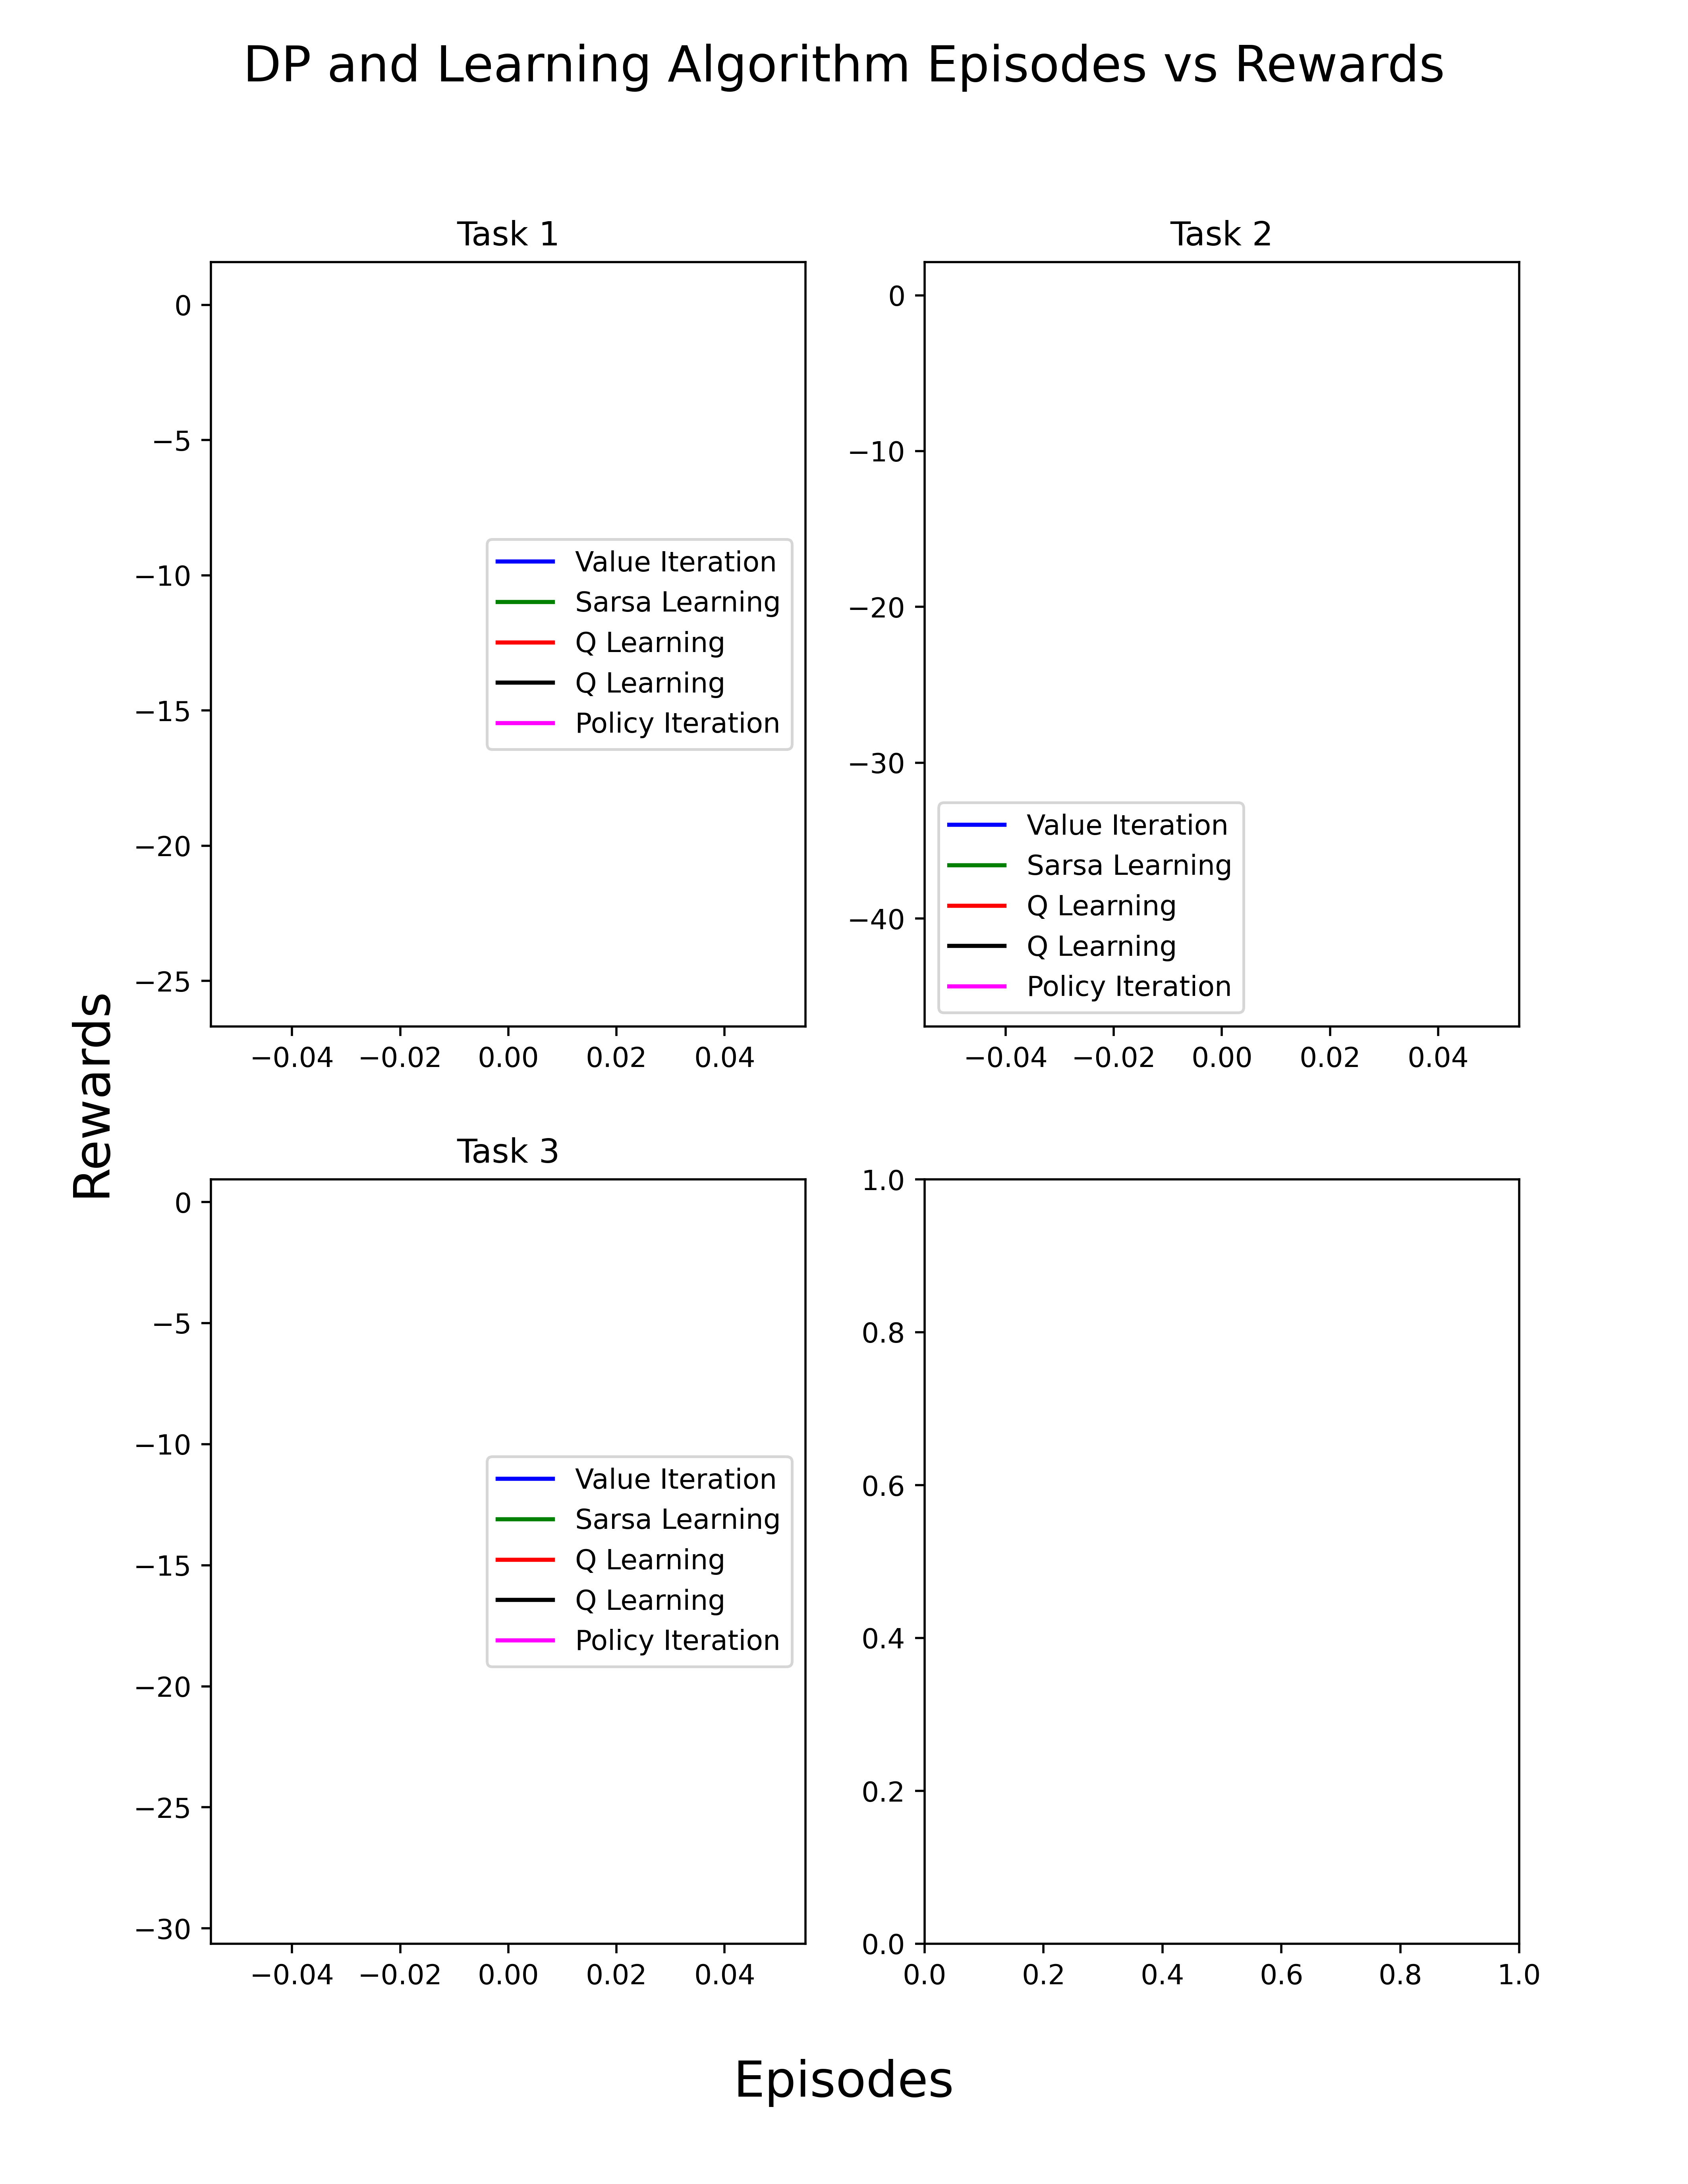 DP and Learning Algorithm Episodes vs Rewards
Task 1
0
−5
−10
−15
−20
−25
−0.04 −0.02 0.00 0.02 0.04
Value Iteration
Sarsa Learning
Q Learning
Q Learning
Policy Iteration
Task 2
0
−10
−20
−30
−40
−0.04 −0.02 0.00 0.02 0.04
Value Iteration
Sarsa Learning
Q Learning
Q Learning
Policy Iteration
Rewards
Task 3
0
−5
−10
−15
−20
−25
−30
−0.04 −0.02 0.00 0.02 0.04
Value Iteration
Sarsa Learning
Q Learning
Q Learning
Policy Iteration
1.0
0.8
0.6
0.4
0.2
0.0
0.0 0.2 0.4 0.6 0.8 1.0
Episodes